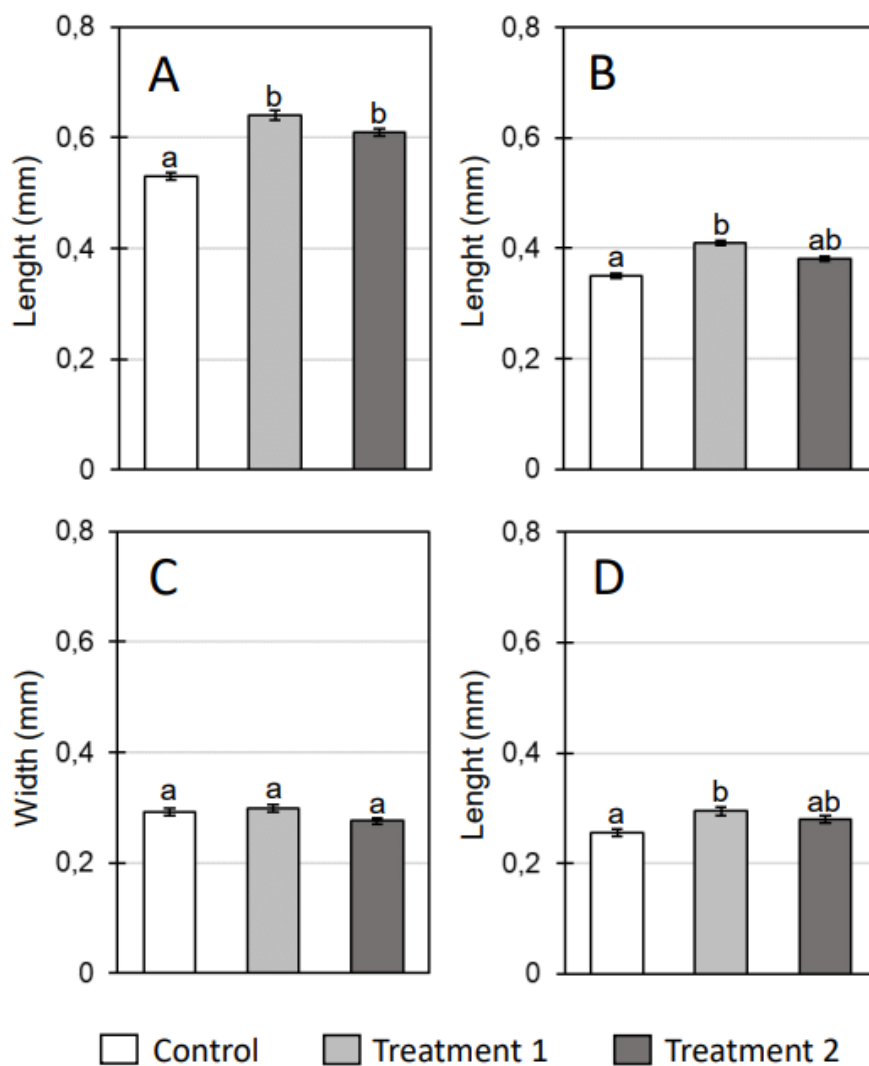 A
Lenght (mm)
0,8
0,6
0,4
0,2
0
a
b
b
B
Lenght (mm)
0,8
0,6
0,4
0,2
0
a
b
ab
C
Width (mm)
0,8
0,6
0,4
0,2
0
a
a
a
D
Lenght (mm)
0,8
0,6
0,4
0,2
0
a
b
ab
Control
Treatment 1
Treatment 2